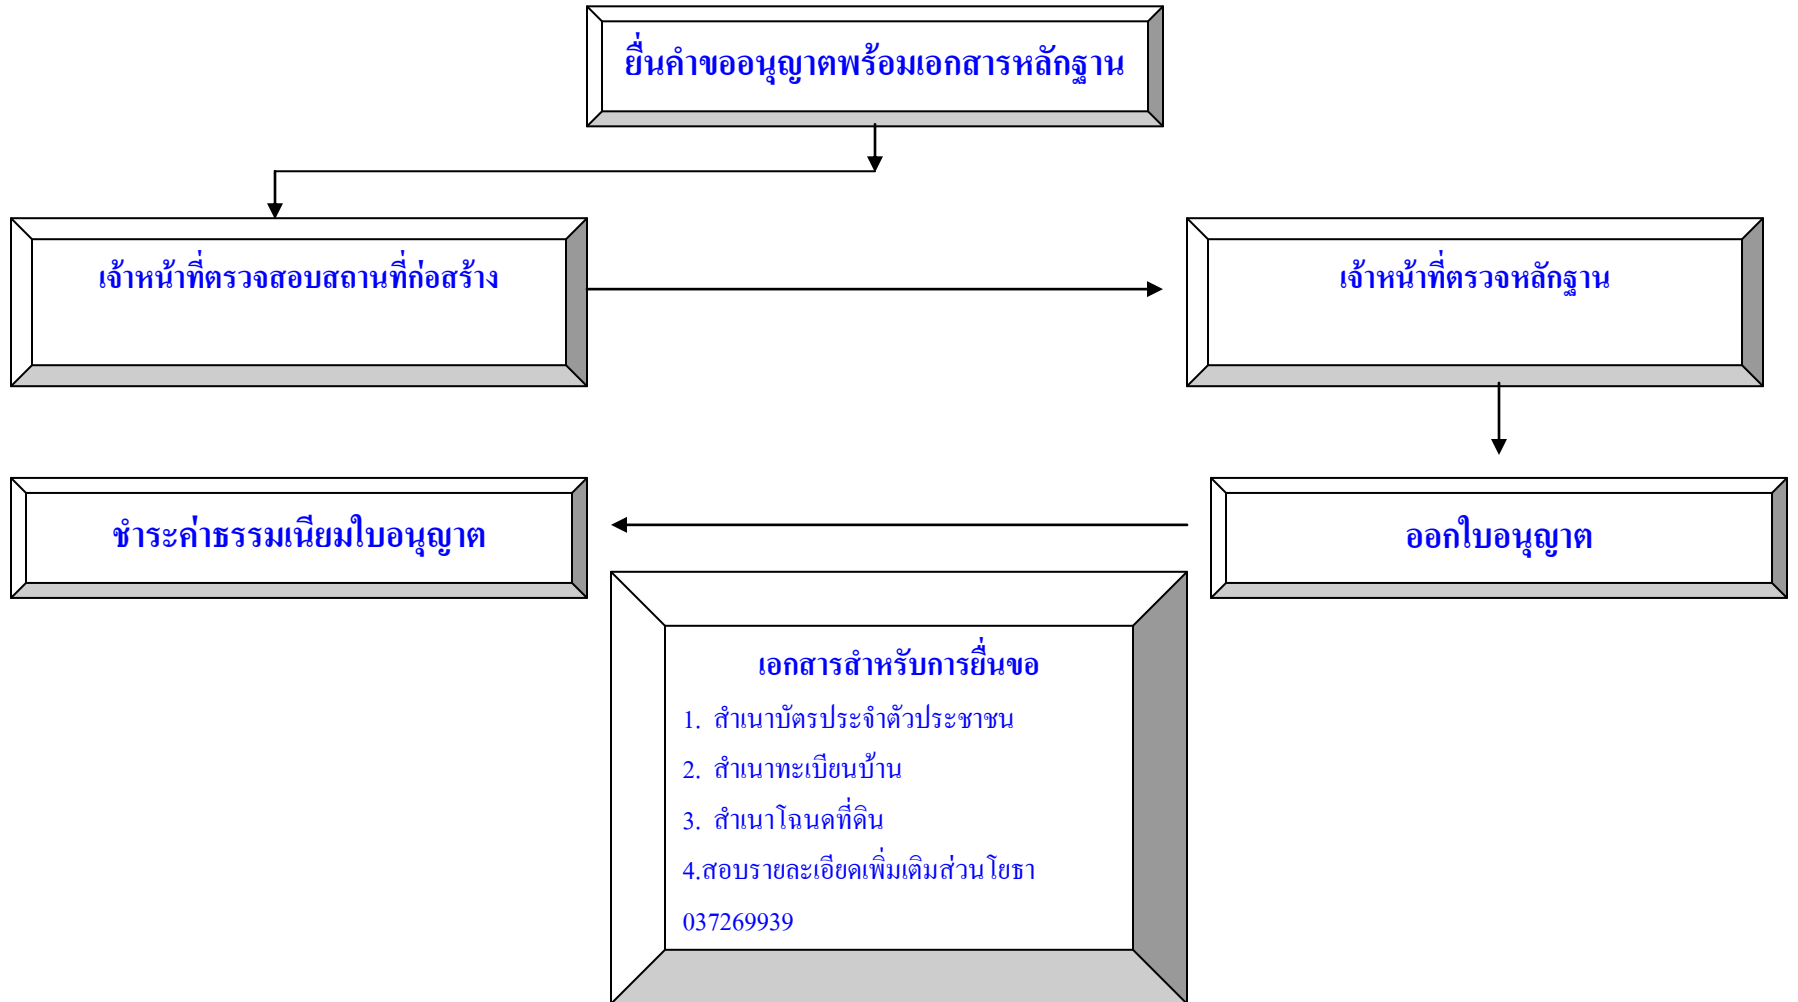 ยื่นคำขออนุญาตพร้อมเอกสารหลักฐาน
เจ้าหน้าที่ตรวจสอบสถานที่ก่อสร้าง
เจ้าหน้าที่ตรวจหลักฐาน
ชำระค่าธรรมเนียมใบอนุญาต
ออกใบอนุญาต
เอกสารสำหรับการยื่นขอ
1. สำเนาบัตรประจำตัวประชาชน
2. สำเนาทะเบียนบ้าน
3. สำเนาโฉนดที่ดิน
4.สอบรายละเอียดเพิ่มเติมส่วนโยธา
037269939